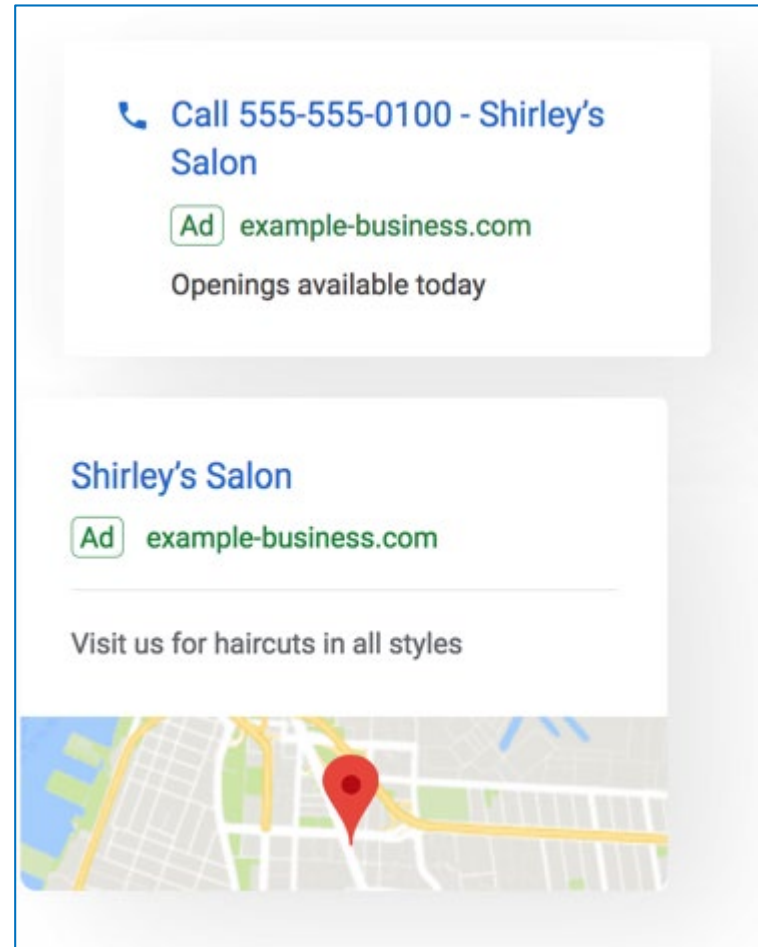 Call 555-555-0100 - Shirley’s
Salon
Ad example-business.com
Openings available today
Shirley’s Salon
Ad example-business.com
Visit us for haircuts in all styles